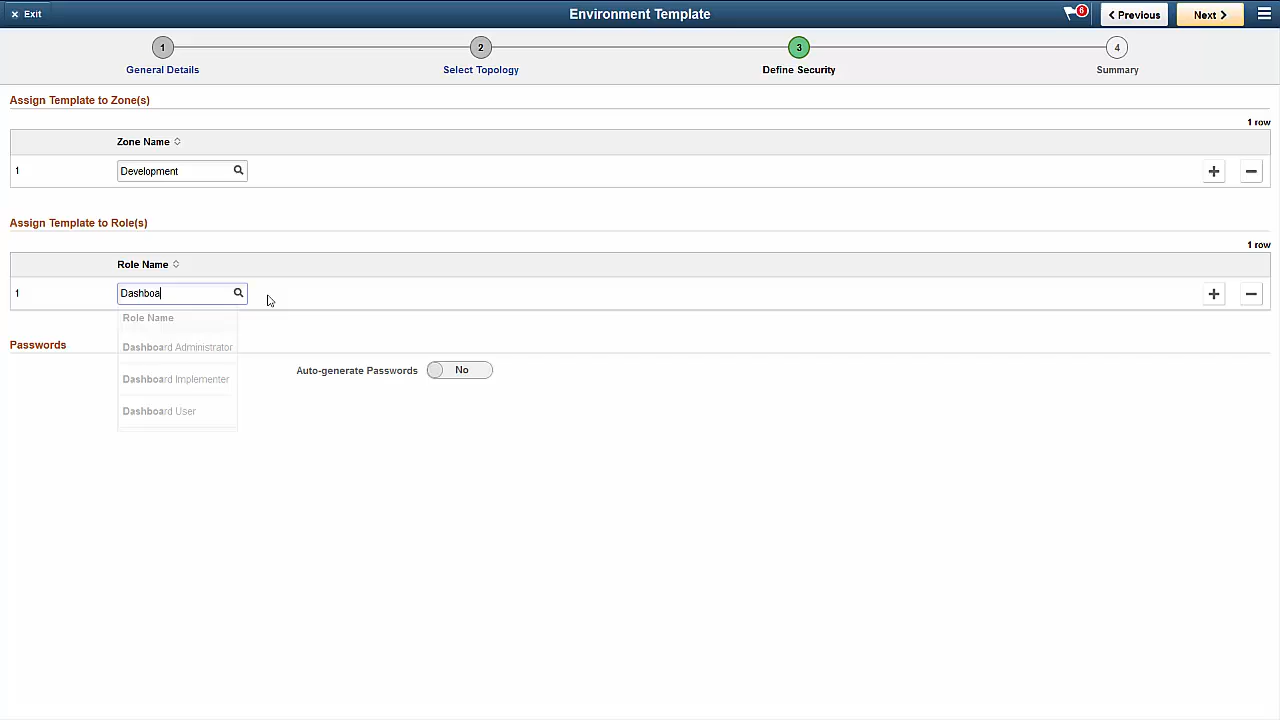 × Exit
Environment Template
6
Previous
Next
1
2
3
4
General Details
Select Topology
Define Security
Summary
Assign Template to Zone(s)
1 row
Zone Name
1
Development
Assign Template to Role(s)
1 row
Role Name
1
Dashboa
Role Name
Dashboard Administrator
Dashboard Implementer
Dashboard User
Passwords
Auto-generate Passwords
No